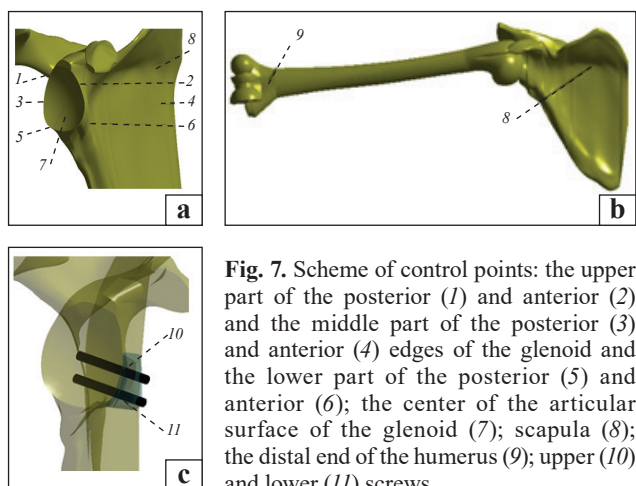 8
1
2
3
4
5
6
7
a
9
8
b
10
11
c
Fig. 7. Scheme of control points: the upper
part of the posterior (1) and anterior (2)
and the middle part of the posterior (3)
and anterior (4) edges of the glenoid and
the lower part of the posterior (5) and
anterior (6); the center of the articular
surface of the glenoid (7); scapula (8);
the distal end of the humerus (9); upper (10)
and lower (11) screws